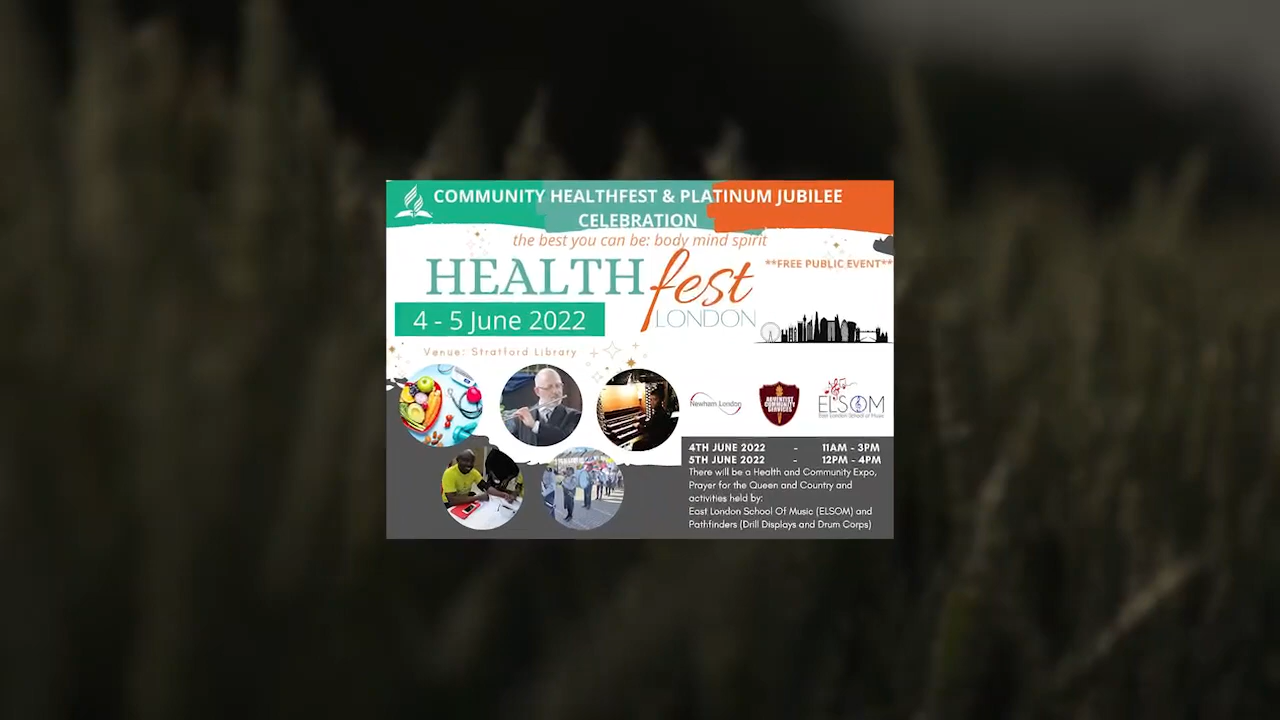 COMMUNITY HEALTHFEST & PLATINUM JUBILEE
CELEBRATION
the best you can be: body mind spirit
**FREE PUBLIC EVENT**
HEALTH fest
LONDON
4 - 5 June 2022
Venue: Stratford Library
Newham London
ADVENTIST
COMMUNITY
SERVICES
ELSOM
East London School of Music
4TH JUNE 2022 - 11AM - 3PM
5TH JUNE 2022 - 12PM - 4PM
There will be a Health and Community Expo,
Prayer for the Queen and Country and
activities held by:
East London School Of Music (ELSOM) and
Pathfinders (Drill Displays and Drum Corps)